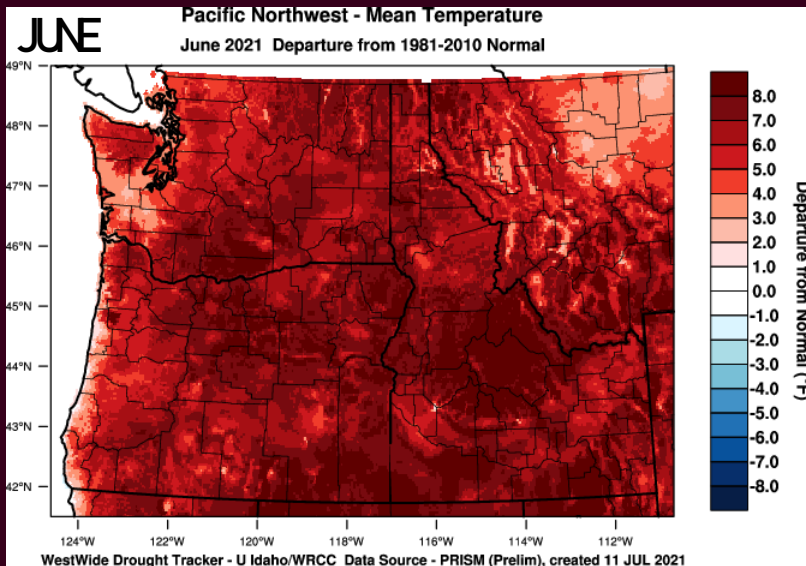 JUNE
Pacific Northwest - Mean Temperature
June 2021 Departure from 1981-2010 Normal
49°N
48°N
47°N
46°N
45°N
44°N
43°N
42°N
124°W 122°W 120°W 118°W 116°W 114°W 112°W
8.0
7.0
6.0
5.0
4.0
3.0
2.0
1.0
0.0
-1.0
-2.0
-3.0
-4.0
-5.0
-6.0
-7.0
-8.0
Departure from Normal (°F)
WestWide Drought Tracker - U Idaho/WRCC Data Source - PRISM (Prelim), created 11 JUL 2021